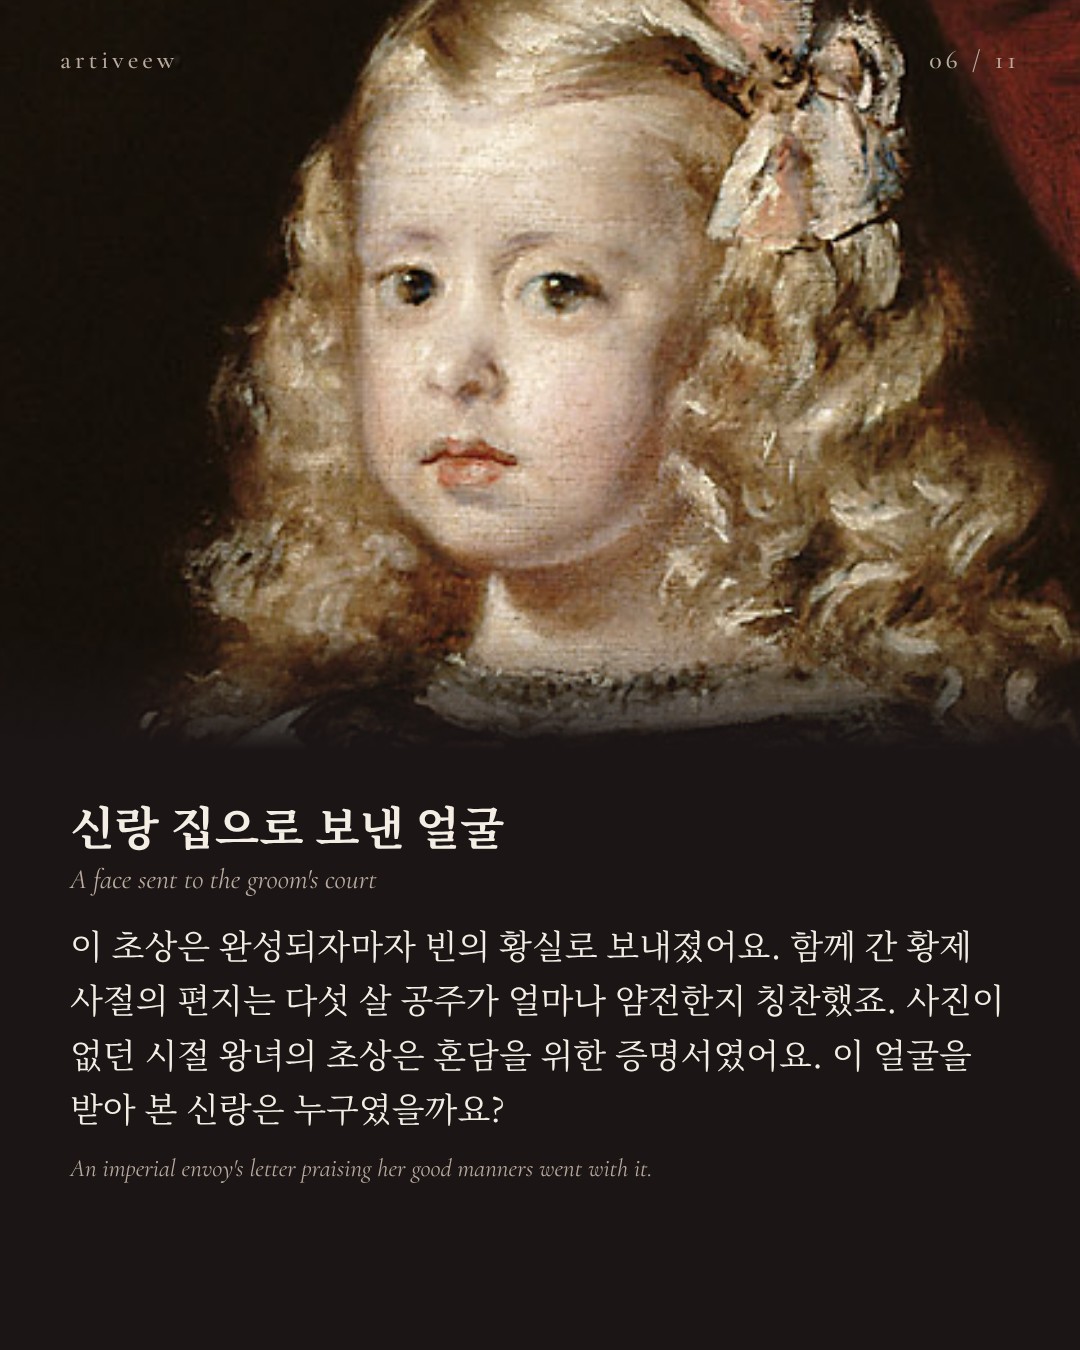 artiveew
06 / 11
신랑 집으로 보낸 얼굴
A face sent to the groom's court
이 초상은 완성되자마자 빈의 황실로 보내졌어요. 함께 간 황제
사절의 편지는 다섯 살 공주가 얼마나 얌전한지 칭찬했죠. 사진이
없던 시절 왕녀의 초상은 혼담을 위한 증명서였어요. 이 얼굴을
받아 본 신랑은 누구였을까요?
An imperial envoy's letter praising her good manners went with it.